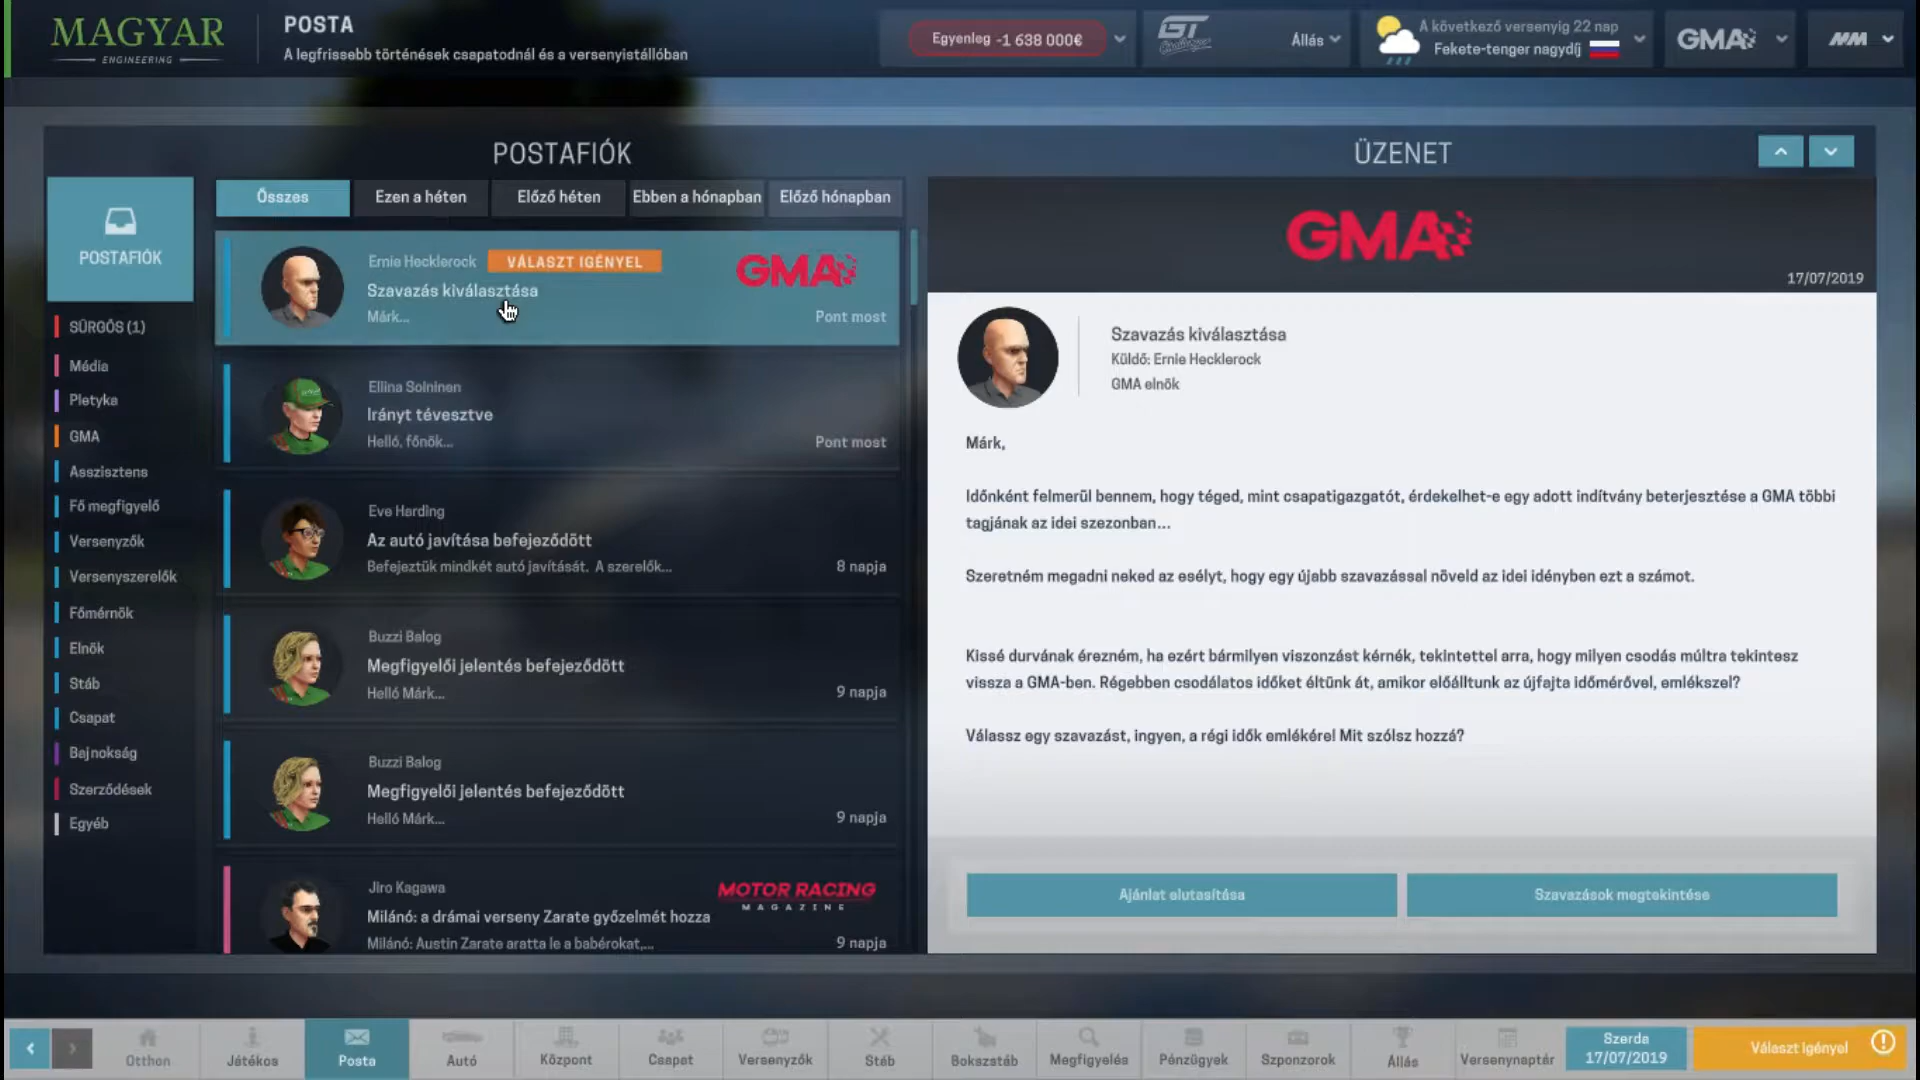 MAGYAR
ENGINEERING
POSTA
A legfrissebb történések csapatodnál és a versenyistállóban
Egyenleg -1 638 000€
GT
Challenger
Állás
A következő versenyig 22 nap
Fekete-tenger nagydíj
GMA
MM
POSTAFIÓK
ÜZENET
POSTAFIÓK
Összes
Ezen a héten
Előző héten
Ebben a hónapban
Előző hónapban
SÜRGŐS (1)
Média
Pletyka
GMA
Asszisztens
Fő megfigyelő
Versenyzők
Versenyszerelők
Főmérnök
Elnök
Stáb
Csapat
Bajnokság
Szerződések
Egyéb
Ernie Hecklerock
VÁLASZT IGÉNYEL
Szavazás kiválasztása
Márk...
GMA
Pont most
Ellina Solninen
Irányt tévesztve
Helló, főnök...
Pont most
Eve Harding
Az autó javítása befejeződött
Befejeztük mindkét autó javítását. A szerelők...
8 napja
Buzzi Balog
Megfigyelői jelentés befejeződött
Helló Márk...
9 napja
Buzzi Balog
Megfigyelői jelentés befejeződött
Helló Márk...
9 napja
Jiro Kagawa
MOTOR RACING
MAGAZINE
Milánó: a drámai verseny Zarate győzelmét hozza
Milánó: Austin Zarate aratta le a babérokat,...
9 napja
GMA
17/07/2019
Szavazás kiválasztása
Küldő: Ernie Hecklerock
GMA elnök
Márk,
Időnként felmerül bennem, hogy téged, mint csapatigazgatót, érdekelhet-e egy adott indítvány beterjesztése a GMA többi
tagjának az idei szezonban...
Szeretném megadni neked az esélyt, hogy egy újabb szavazással növeld az idei idényben ezt a számot.
Kissé durvának érezném, ha ezért bármilyen viszonzást kérnék, tekintettel arra, hogy milyen csodás múltra tekintesz
vissza a GMA-ben. Régebben csodálatos időket éltünk át, amikor előálltunk az újfajta időmérővel, emlékszel?
Válassz egy szavazást, ingyen, a régi idők emlékére! Mit szólsz hozzá?
Ajánlat elutasítása
Szavazások megtekintése
Otthon
Játékos
Posta
Autó
Központ
Csapat
Versenyzők
Stáb
Bokszstáb
Megfigyelés
Pénzügyek
Szponzorok
Állás
Versenynaptár
Szerda
17/07/2019
Választ igényel